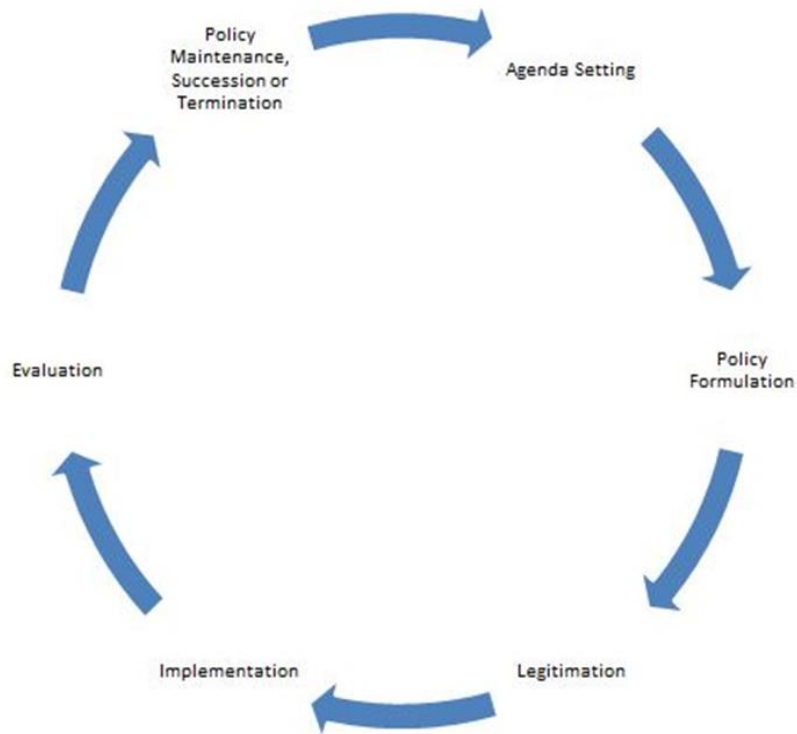 Policy
Maintenance,
Succession or
Termination
Agenda Setting
Policy
Formulation
Legitimation
Implementation
Evaluation